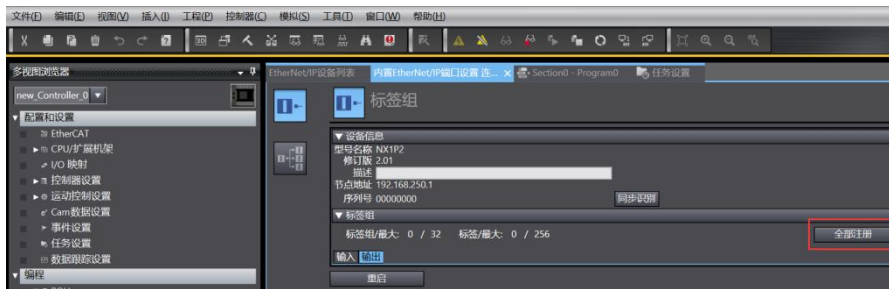 文件(F) 编辑(E) 视图(V) 插入(I) 工程(P) 控制器(C) 模拟(S) 工具(T) 窗口(W) 帮助(H)
多视图浏览器
EtherNet/IP设备列表 内置EtherNet/IP端口设置 连... Section0 - Program0 任务设置
new_Controller_0
标签组
配置和设置
EtherCAT
CPU/扩展机架
I/O 映射
控制器设置
运动控制设置
Cam数据设置
事件设置
任务设置
数据跟踪设置
编程
设备信息
型号名称 NX1P2
修订版 2.01
描述
节点地址 192.168.250.1
序列号 00000000 同步识别
标签组
标签组/最大: 0 / 32 标签/最大: 0 / 256 全部注册
输入 输出
重启